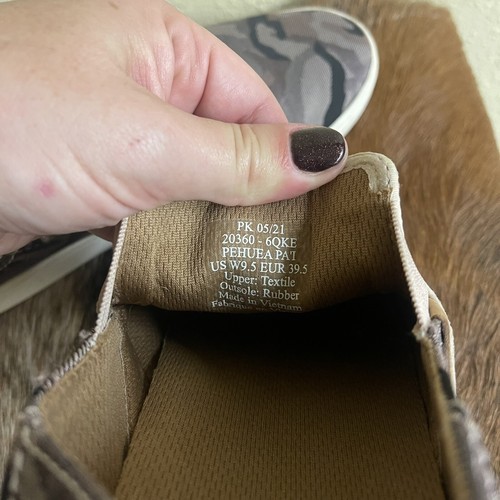 PK 05/21
20360 - 6QKE
PEHUEA PA'I
US W9.5 EUR 39.5
Upper: Textile
Outsole: Rubber
Made in Vietnam